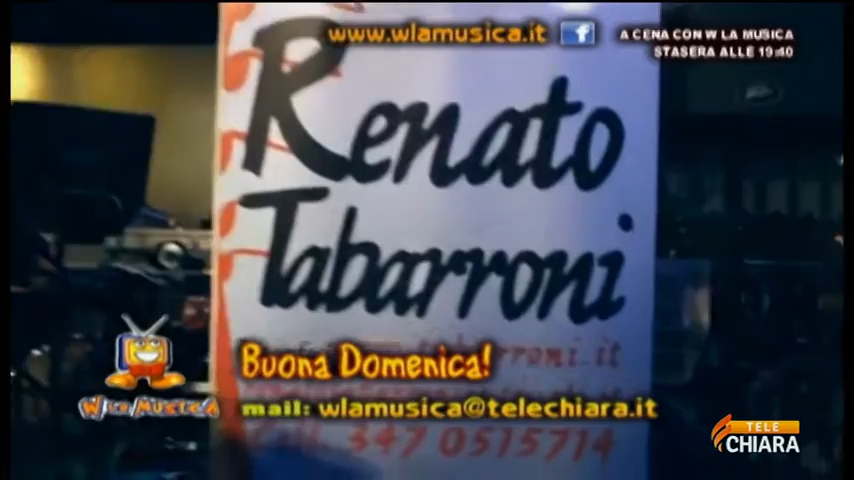 www.wlamusica.it f
A CENA CON W LA MUSICA
STASERA ALLE 19:40
Renato
Tabarroni
Buona Domenica!
mail: wlamusica@telechiara.it
W LA MUSICA
347 0515714
TELE
CHIARA